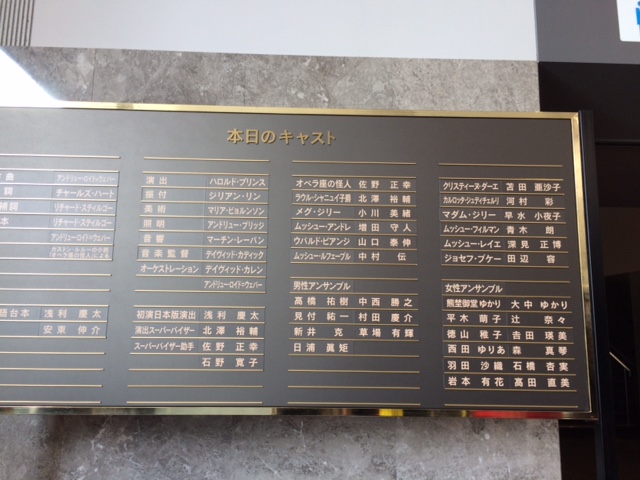 本日のキャスト
曲 アンドリュー・ロイド=ウェバー
詞 チャールズ・ハート
補詞 リチャード・スティルゴー
本 リチャード・スティルゴー
アンドリュー・ロイド=ウェバー
ガストン・ルルーの小説
オペラ座の怪人による
語台本 浅利 慶太
安東 伸介
演出 ハロルド・プリンス
振付 ジリアン・リン
美術 マリア・ビョルンソン
照明 アンドリュー・ブリッジ
音響 マーチン・レーバン
音楽監督 デイヴィッド・カディック
オーケストレーション デイヴィッド・カレン
アンドリュー・ロイド=ウェバー
初演日本版演出 浅利 慶太
演出スーパーバイザー 北澤 裕輔
スーパーバイザー助手 佐野 正幸
石野 寛子
オペラ座の怪人 佐野 正幸
ラウル・シャニュイ子爵 北澤 裕輔
メグ・ジリー 小川 美緒
ムッシュー・アンドレ 増田 守人
ウバルド・ピアンジ 山口 泰伸
ムッシュー・ルフェーブル 中村 伝
男性アンサンブル
高橋 祐樹 中西 勝之
見付 祐一 村田 慶介
新井 克 草場 有輝
日浦 眞矩
クリスティーヌ・ダーエ 苫田 亜沙子
カルロッタ・ジュディチェルリ 河村 彩
マダム・ジリー 早水 小夜子
ムッシュー・フィルマン 青木 朗
ムッシュー・レイエ 深見 正博
ジョセフ・ブケー 田辺 容
女性アンサンブル
熊埜御堂 ゆかり 大中 ゆかり
平木 萌子 辻 奈々
徳山 稚子 吉田 瑛美
西田 ゆりあ 森 真琴
羽田 沙織 石橋 杏実
岩本 有花 高田 直美